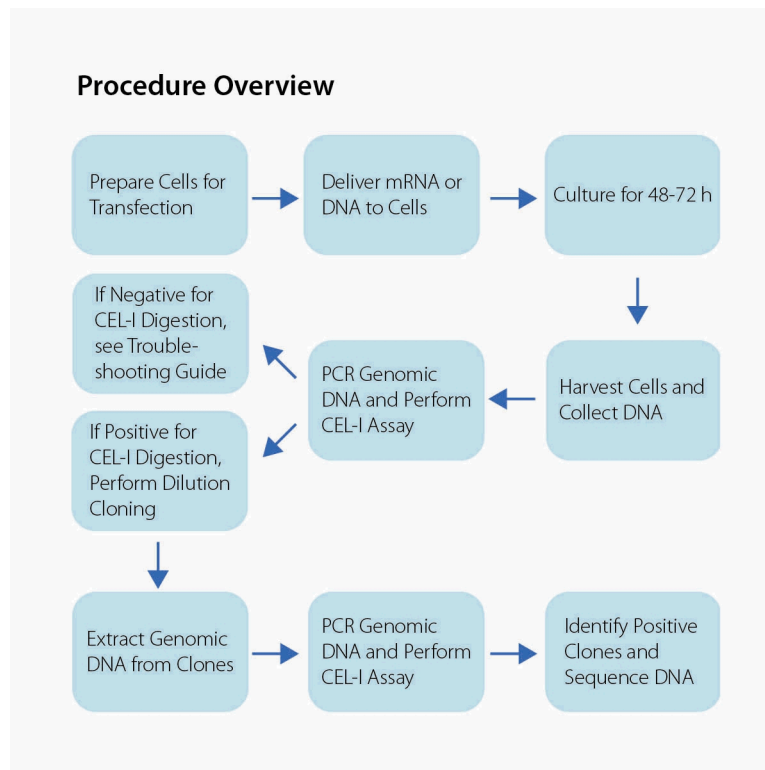 Procedure Overview
Prepare Cells for
Transfection
Deliver mRNA or
DNA to Cells
Culture for 48-72 h
Harvest Cells and
Collect DNA
PCR Genomic
DNA and Perform
CEL-I Assay
If Negative for
CEL-I Digestion,
see Trouble-
shooting Guide
If Positive for
CEL-I Digestion,
Perform Dilution
Cloning
Extract Genomic
DNA from Clones
PCR Genomic
DNA and Perform
CEL-I Assay
Identify Positive
Clones and
Sequence DNA